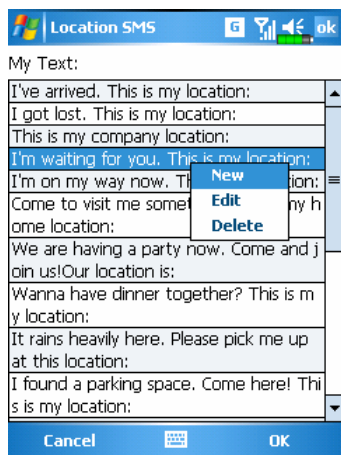 Location SMS G ok
My Text:
I've arrived. This is my location:
I got lost. This is my location:
This is my company location:
I'm waiting for you. This is my location:
New
I'm on my way now. Th tion:
Edit
Come to visit me somet my h
ome location:
Delete
We are having a party now. Come and j
oin us!Our location is:
Wanna have dinner together? This is m
y location:
It rains heavily here. Please pick me up
at this location:
I found a parking space. Come here! Thi
s is my location:
Cancel OK